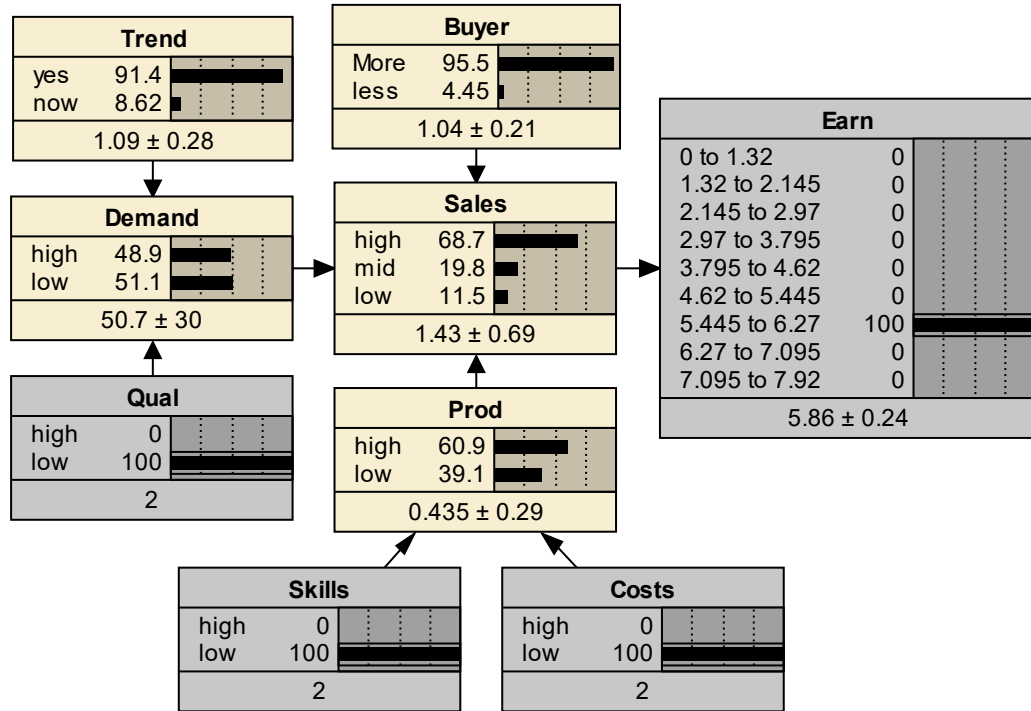 Trend
yes 91.4
now 8.62
1.09 ± 0.28
Buyer
More 95.5
less 4.45
1.04 ± 0.21
Earn
0 to 1.32 0
1.32 to 2.145 0
2.145 to 2.97 0
2.97 to 3.795 0
3.795 to 4.62 0
4.62 to 5.445 0
5.445 to 6.27 100
6.27 to 7.095 0
7.095 to 7.92 0
5.86 ± 0.24
Demand
high 48.9
low 51.1
50.7 ± 30
Sales
high 68.7
mid 19.8
low 11.5
1.43 ± 0.69
Qual
high 0
low 100
2
Prod
high 60.9
low 39.1
0.435 ± 0.29
Skills
high 0
low 100
2
Costs
high 0
low 100
2